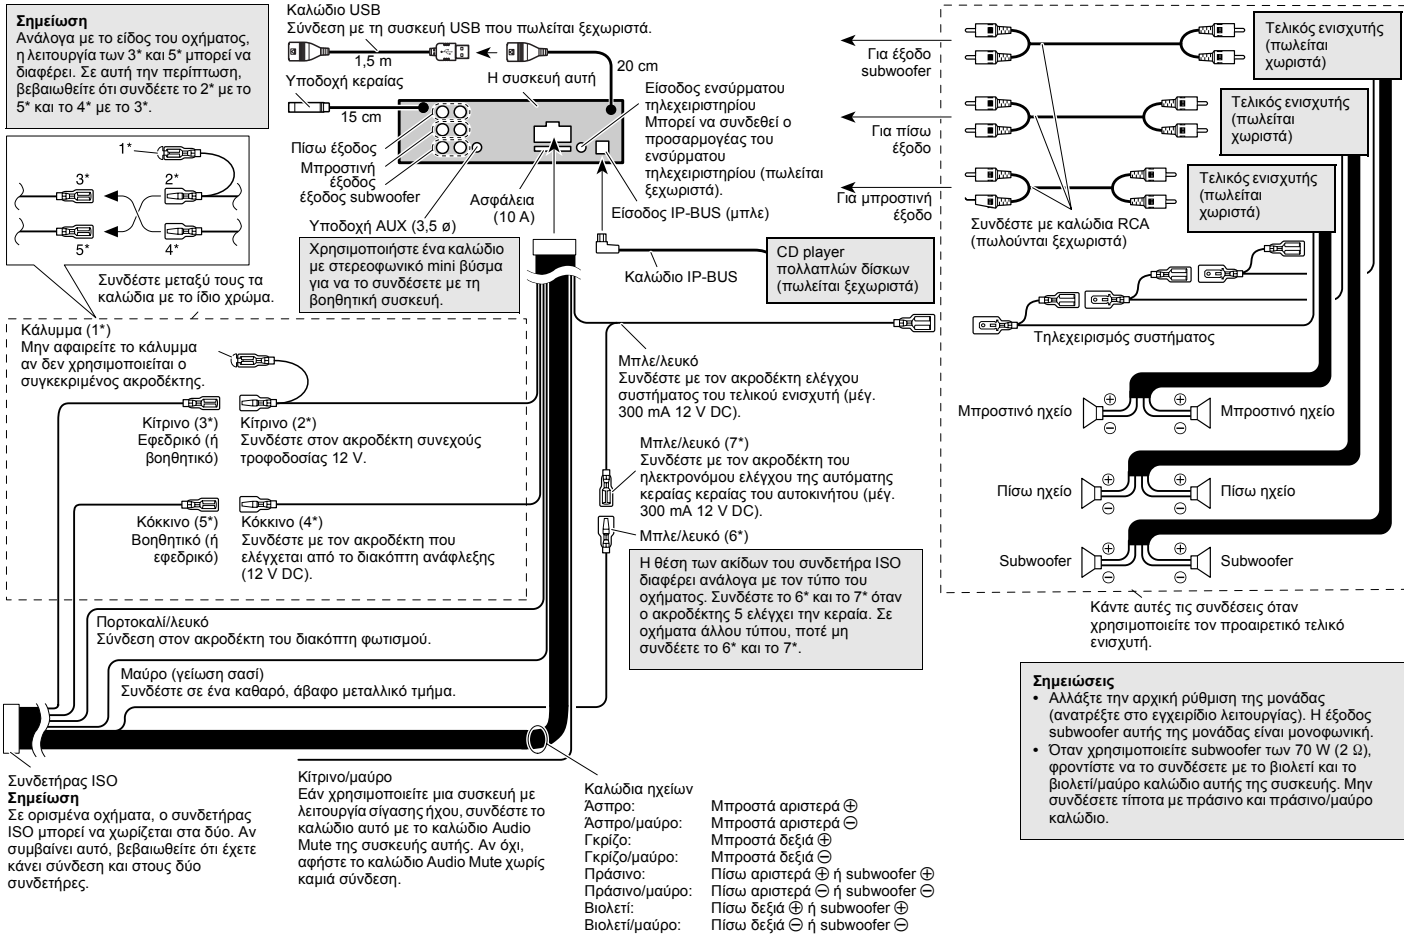 Σημείωση
Ανάλογα με το είδος του οχήματος,
η λειτουργία των 3* και 5* μπορεί να
διαφέρει. Σε αυτή την περίπτωση,
βεβαιωθείτε ότι συνδέετε το 2* με το
5* και το 4* με το 3*.
Καλώδιο USB
Σύνδεση με τη συσκευή USB που πωλείται ξεχωριστά.
1,5 m
20 cm
Υποδοχή κεραίας
15 cm
Η συσκευή αυτή
Πίσω έξοδος
Μπροστινή
έξοδος
έξοδος subwoofer
Υποδοχή AUX (3,5 ø)
Χρησιμοποιήστε ένα καλώδιο
με στερεοφωνικό mini βύσμα
για να το συνδέσετε με τη
βοηθητική συσκευή.
Ασφάλεια
(10 A)
Είσοδος ενσύρματου
τηλεχειριστηρίου
Μπορεί να συνδεθεί ο
προσαρμογέας του
ενσύρματου
τηλεχειριστηρίου (πωλείται
ξεχωριστά).
Είσοδος IP-BUS (μπλε)
Καλώδιο IP-BUS
CD player
πολλαπλών δίσκων
(πωλείται ξεχωριστά)
1*
3*
2*
5*
4*
Συνδέστε μεταξύ τους τα
καλώδια με το ίδιο χρώμα.
Κάλυμμα (1*)
Μην αφαιρείτε το κάλυμμα
αν δεν χρησιμοποιείται ο
συγκεκριμένος ακροδέκτης.
Κίτρινο (3*)
Εφεδρικό (ή
βοηθητικό)
Κίτρινο (2*)
Συνδέστε στον ακροδέκτη συνεχούς
τροφοδοσίας 12 V.
Κόκκινο (5*)
Βοηθητικό (ή
εφεδρικό)
Κόκκινο (4*)
Συνδέστε με τον ακροδέκτη που
ελέγχεται από το διακόπτη ανάφλεξης
(12 V DC).
Πορτοκαλί/λευκό
Σύνδεση στον ακροδέκτη του διακόπτη φωτισμού.
Μαύρο (γείωση σασί)
Συνδέστε σε ένα καθαρό, άβαφο μεταλλικό τμήμα.
Συνδετήρας ISO
Σημείωση
Σε ορισμένα οχήματα, ο συνδετήρας
ISO μπορεί να χωρίζεται στα δύο. Αν
συμβαίνει αυτό, βεβαιωθείτε ότι έχετε
κάνει σύνδεση και στους δύο
συνδετήρες.
Κίτρινο/μαύρο
Εάν χρησιμοποιείτε μια συσκευή με
λειτουργία σίγασης ήχου, συνδέστε το
καλώδιο αυτό με το καλώδιο Audio
Mute της συσκευής αυτής. Αν όχι,
αφήστε το καλώδιο Audio Mute χωρίς
καμιά σύνδεση.
Μπλε/λευκό
Συνδέστε με τον ακροδέκτη ελέγχου
συστήματος του τελικού ενισχυτή (μέγ.
300 mA 12 V DC).
Μπλε/λευκό (7*)
Συνδέστε με τον ακροδέκτη του
ηλεκτρονόμου ελέγχου της αυτόματης
κεραίας κεραίας του αυτοκινήτου (μέγ.
300 mA 12 V DC).
Μπλε/λευκό (6*)
Η θέση των ακίδων του συνδετήρα ISO
διαφέρει ανάλογα με τον τύπο του
οχήματος. Συνδέστε το 6* και το 7* όταν
ο ακροδέκτης 5 ελέγχει την κεραία. Σε
οχήματα άλλου τύπου, ποτέ μη
συνδέετε το 6* και το 7*.
Καλώδια ηχείων
Άσπρο: Μπροστά αριστερά ⊕
Άσπρο/μαύρο: Μπροστά αριστερά ⊖
Γκρίζο: Μπροστά δεξιά ⊕
Γκρίζο/μαύρο: Μπροστά δεξιά ⊖
Πράσινο: Πίσω αριστερά ⊕ ή subwoofer ⊕
Πράσινο/μαύρο: Πίσω αριστερά ⊖ ή subwoofer ⊖
Βιολετί: Πίσω δεξιά ⊕ ή subwoofer ⊕
Βιολετί/μαύρο: Πίσω δεξιά ⊖ ή subwoofer ⊖
Για έξοδο
subwoofer
Για πίσω
έξοδο
Για μπροστινή
έξοδο
Τελικός ενισχυτής
(πωλείται
χωριστά)
Τελικός ενισχυτής
(πωλείται
χωριστά)
Τελικός ενισχυτής
(πωλείται
χωριστά)
Συνδέστε με καλώδια RCA
(πωλούνται ξεχωριστά)
Τηλεχειρισμός συστήματος
Μπροστινό ηχείο ⊕ ⊖ ⊕ ⊖ Μπροστινό ηχείο
Πίσω ηχείο ⊕ ⊖ ⊕ ⊖ Πίσω ηχείο
Subwoofer ⊕ ⊖ ⊕ ⊖ Subwoofer
Κάντε αυτές τις συνδέσεις όταν
χρησιμοποιείτε τον προαιρετικό τελικό
ενισχυτή.
Σημειώσεις
• Αλλάξτε την αρχική ρύθμιση της μονάδας
(ανατρέξτε στο εγχειρίδιο λειτουργίας). Η έξοδος
subwoofer αυτής της μονάδας είναι μονοφωνική.
• Όταν χρησιμοποιείτε subwoofer των 70 W (2 Ω),
φροντίστε να το συνδέσετε με το βιολετί και το
βιολετί/μαύρο καλώδιο αυτής της συσκευής. Μην
συνδέσετε τίποτα με πράσινο και πράσινο/μαύρο
καλώδιο.